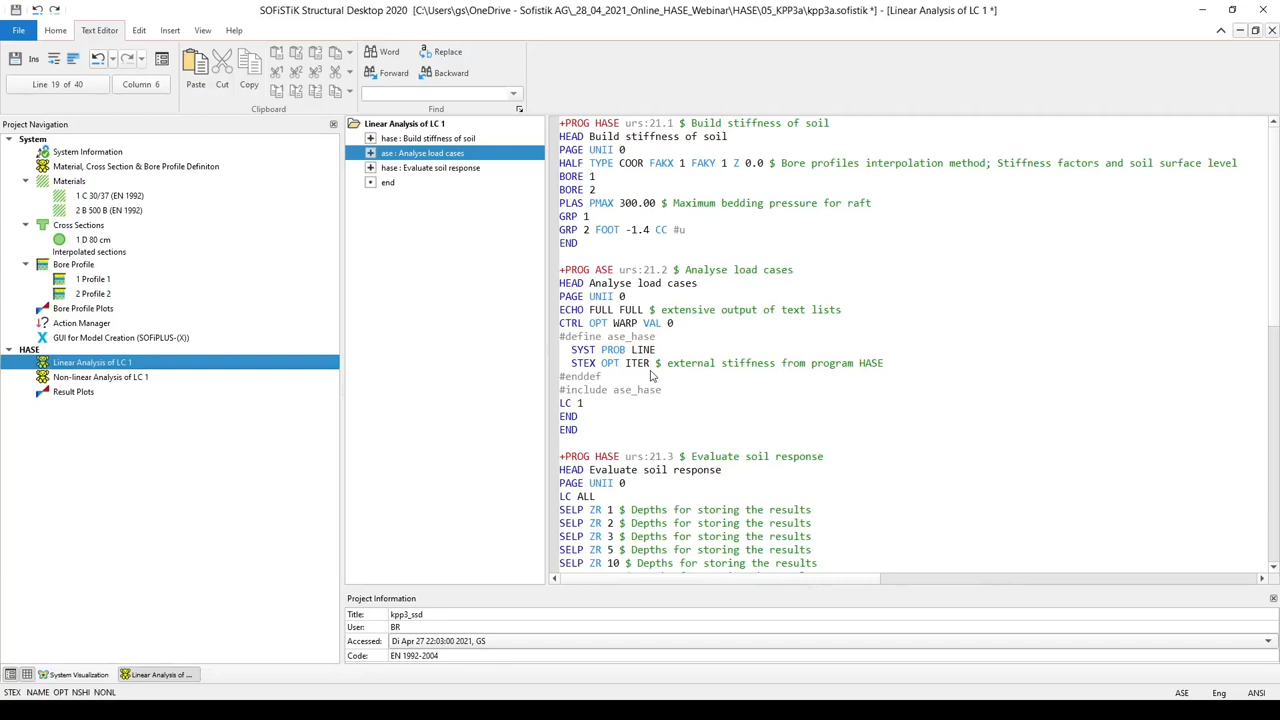 SOFiSTiK Structural Desktop 2020 [C:\Users\gs\OneDrive - Sofistik AG\_28_04_2021_Online_HASE_Webinar\HASE\05_KPP3a\kpp3a.sofistik *] - [Linear Analysis of LC 1 *]
File Home Text Editor Edit Insert View Help
Ins
Line 19 of 40 Column 6
Paste Cut Copy
Clipboard
Word Replace
Forward Backward
Find
Project Navigation
System
System Information
Material, Cross Section & Bore Profile Definiton
Materials
1 C 30/37 (EN 1992)
2 B 500 B (EN 1992)
Cross Sections
1 D 80 cm
Interpolated sections
Bore Profile
1 Profile 1
2 Profile 2
Bore Profile Plots
Action Manager
GUI for Model Creation (SOFiPLUS-(X))
HASE
Linear Analysis of LC 1
Non-linear Analysis of LC 1
Result Plots
Linear Analysis of LC 1
hase : Build stiffness of soil
ase : Analyse load cases
hase : Evaluate soil response
end
+PROG HASE urs:21.1 $ Build stiffness of soil
HEAD Build stiffness of soil
PAGE UNII 0
HALF TYPE COOR FAKX 1 FAKY 1 Z 0.0 $ Bore profiles interpolation method; Stiffness factors and soil surface level
BORE 1
BORE 2
PLAS PMAX 300.00 $ Maximum bedding pressure for raft
GRP 1
GRP 2 FOOT -1.4 CC #u
END
+PROG ASE urs:21.2 $ Analyse load cases
HEAD Analyse load cases
PAGE UNII 0
ECHO FULL FULL $ extensive output of text lists
CTRL OPT WARP VAL 0
#define ase_hase
SYST PROB LINE
STEX OPT ITER $ external stiffness from program HASE
#enddef
#include ase_hase
LC 1
END
END
+PROG HASE urs:21.3 $ Evaluate soil response
HEAD Evaluate soil response
PAGE UNII 0
LC ALL
SELP ZR 1 $ Depths for storing the results
SELP ZR 2 $ Depths for storing the results
SELP ZR 3 $ Depths for storing the results
SELP ZR 5 $ Depths for storing the results
SELP ZR 10 $ Depths for storing the results
Project Information
Title: kpp3_ssd
User: BR
Accessed: Di Apr 27 22:03:00 2021, GS
Code: EN 1992-2004
System Visualization Linear Analysis of ...
STEX NAME OPT NSHI NONL ASE Eng ANSI